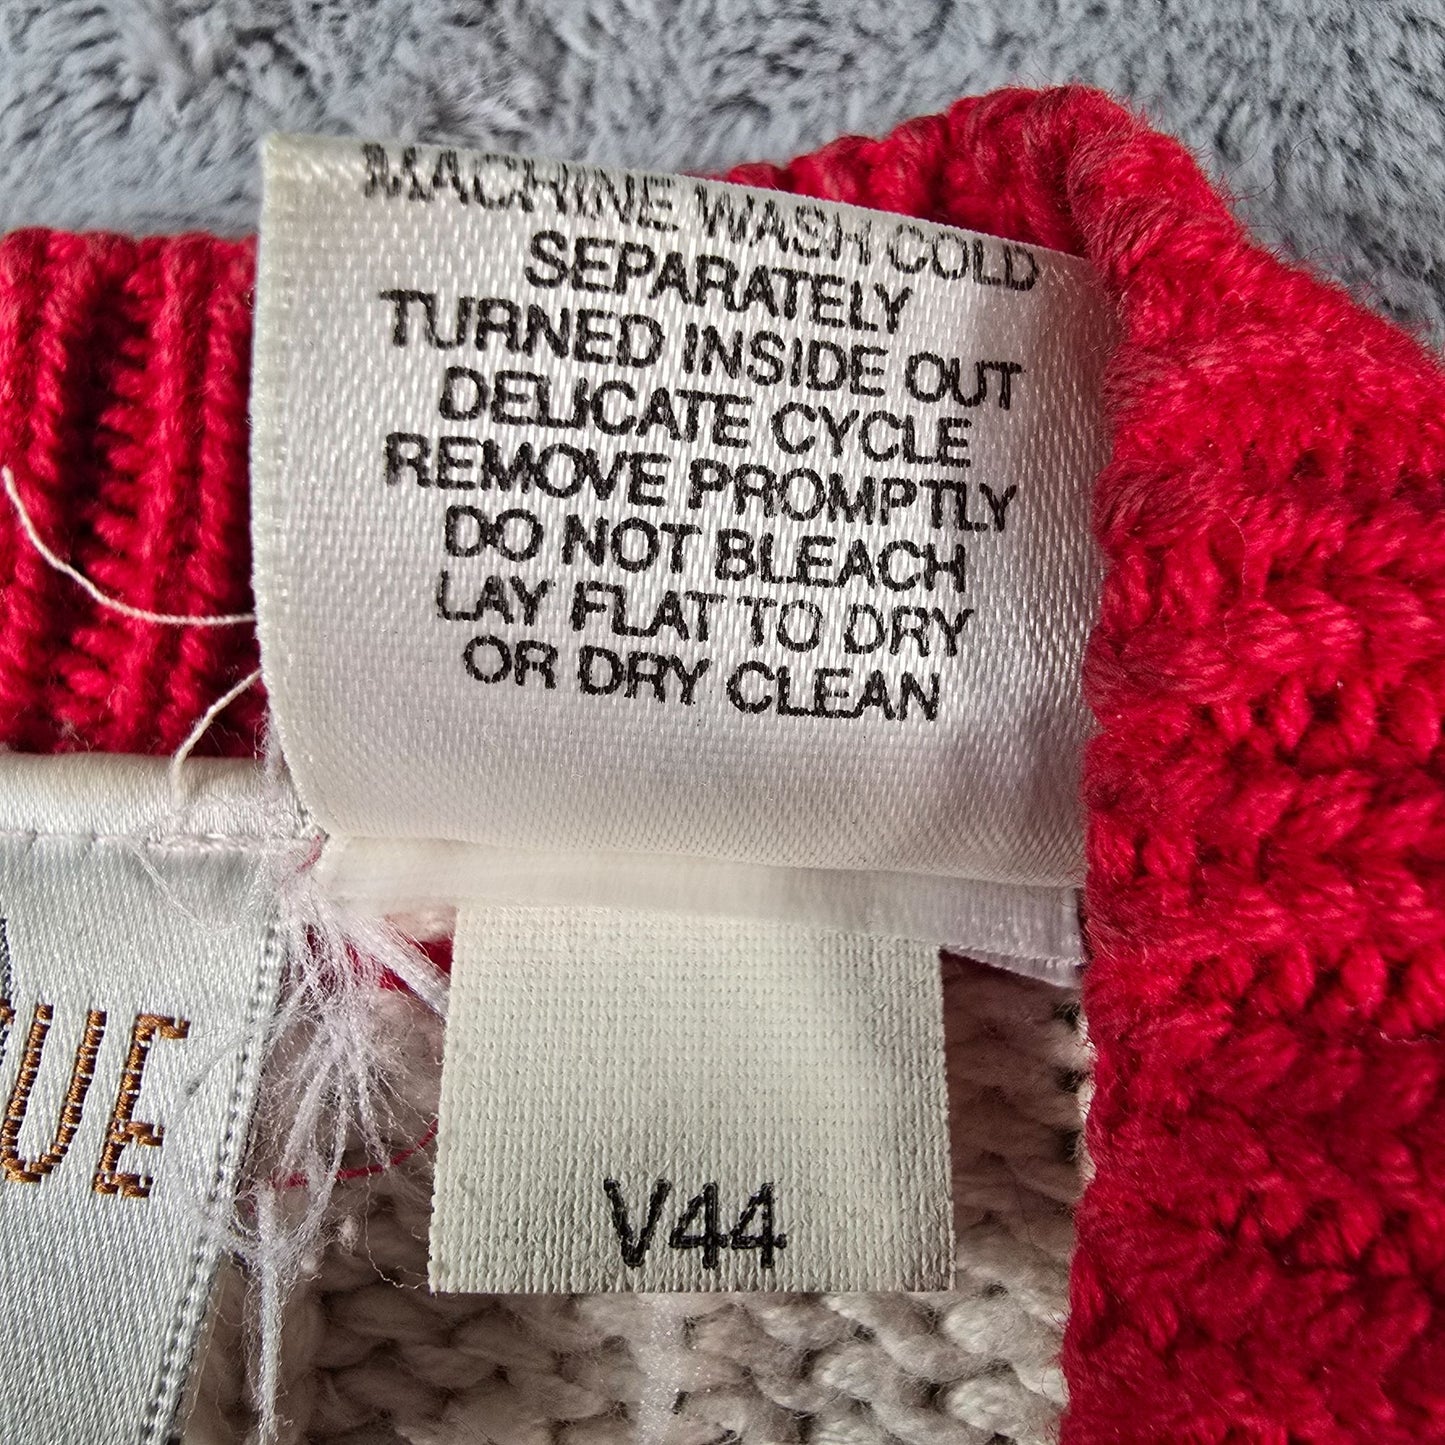 MACHINE WASH COLD
SEPARATELY
TURNED INSIDE OUT
DELICATE CYCLE
REMOVE PROMPTLY
DO NOT BLEACH
LAY FLAT TO DRY
OR DRY CLEAN
V44